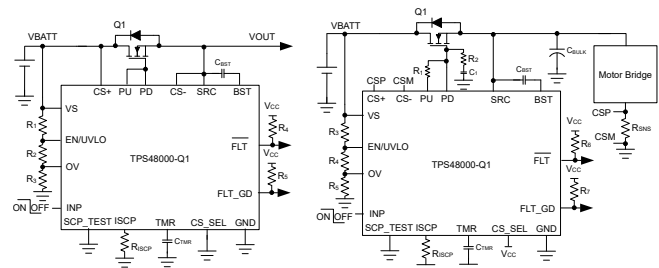 Q1
VBATT
VOUT
CBST
CS+
PU
PD
CS-
SRC
BST
VS
R1
EN/UVLO
R2
OV
R3
TPS48000-Q1
VCC
R4
FLT
VCC
R5
FLT_GD
ON OFF
INP
SCP_TEST
ISCP
TMR
CS_SEL
GND
RISCP
CTMR
Q1
VBATT
R1
R2
C1
CBULK
Motor Bridge
CSP
CSM
CBST
CS+
CS-
PU
PD
SRC
BST
CSP
RSNS
CSM
VS
R3
EN/UVLO
R4
OV
R5
TPS48000-Q1
VCC
R6
FLT
VCC
R7
FLT_GD
ON OFF
INP
SCP_TEST
ISCP
TMR
CS_SEL
GND
RISCP
CTMR
VCC